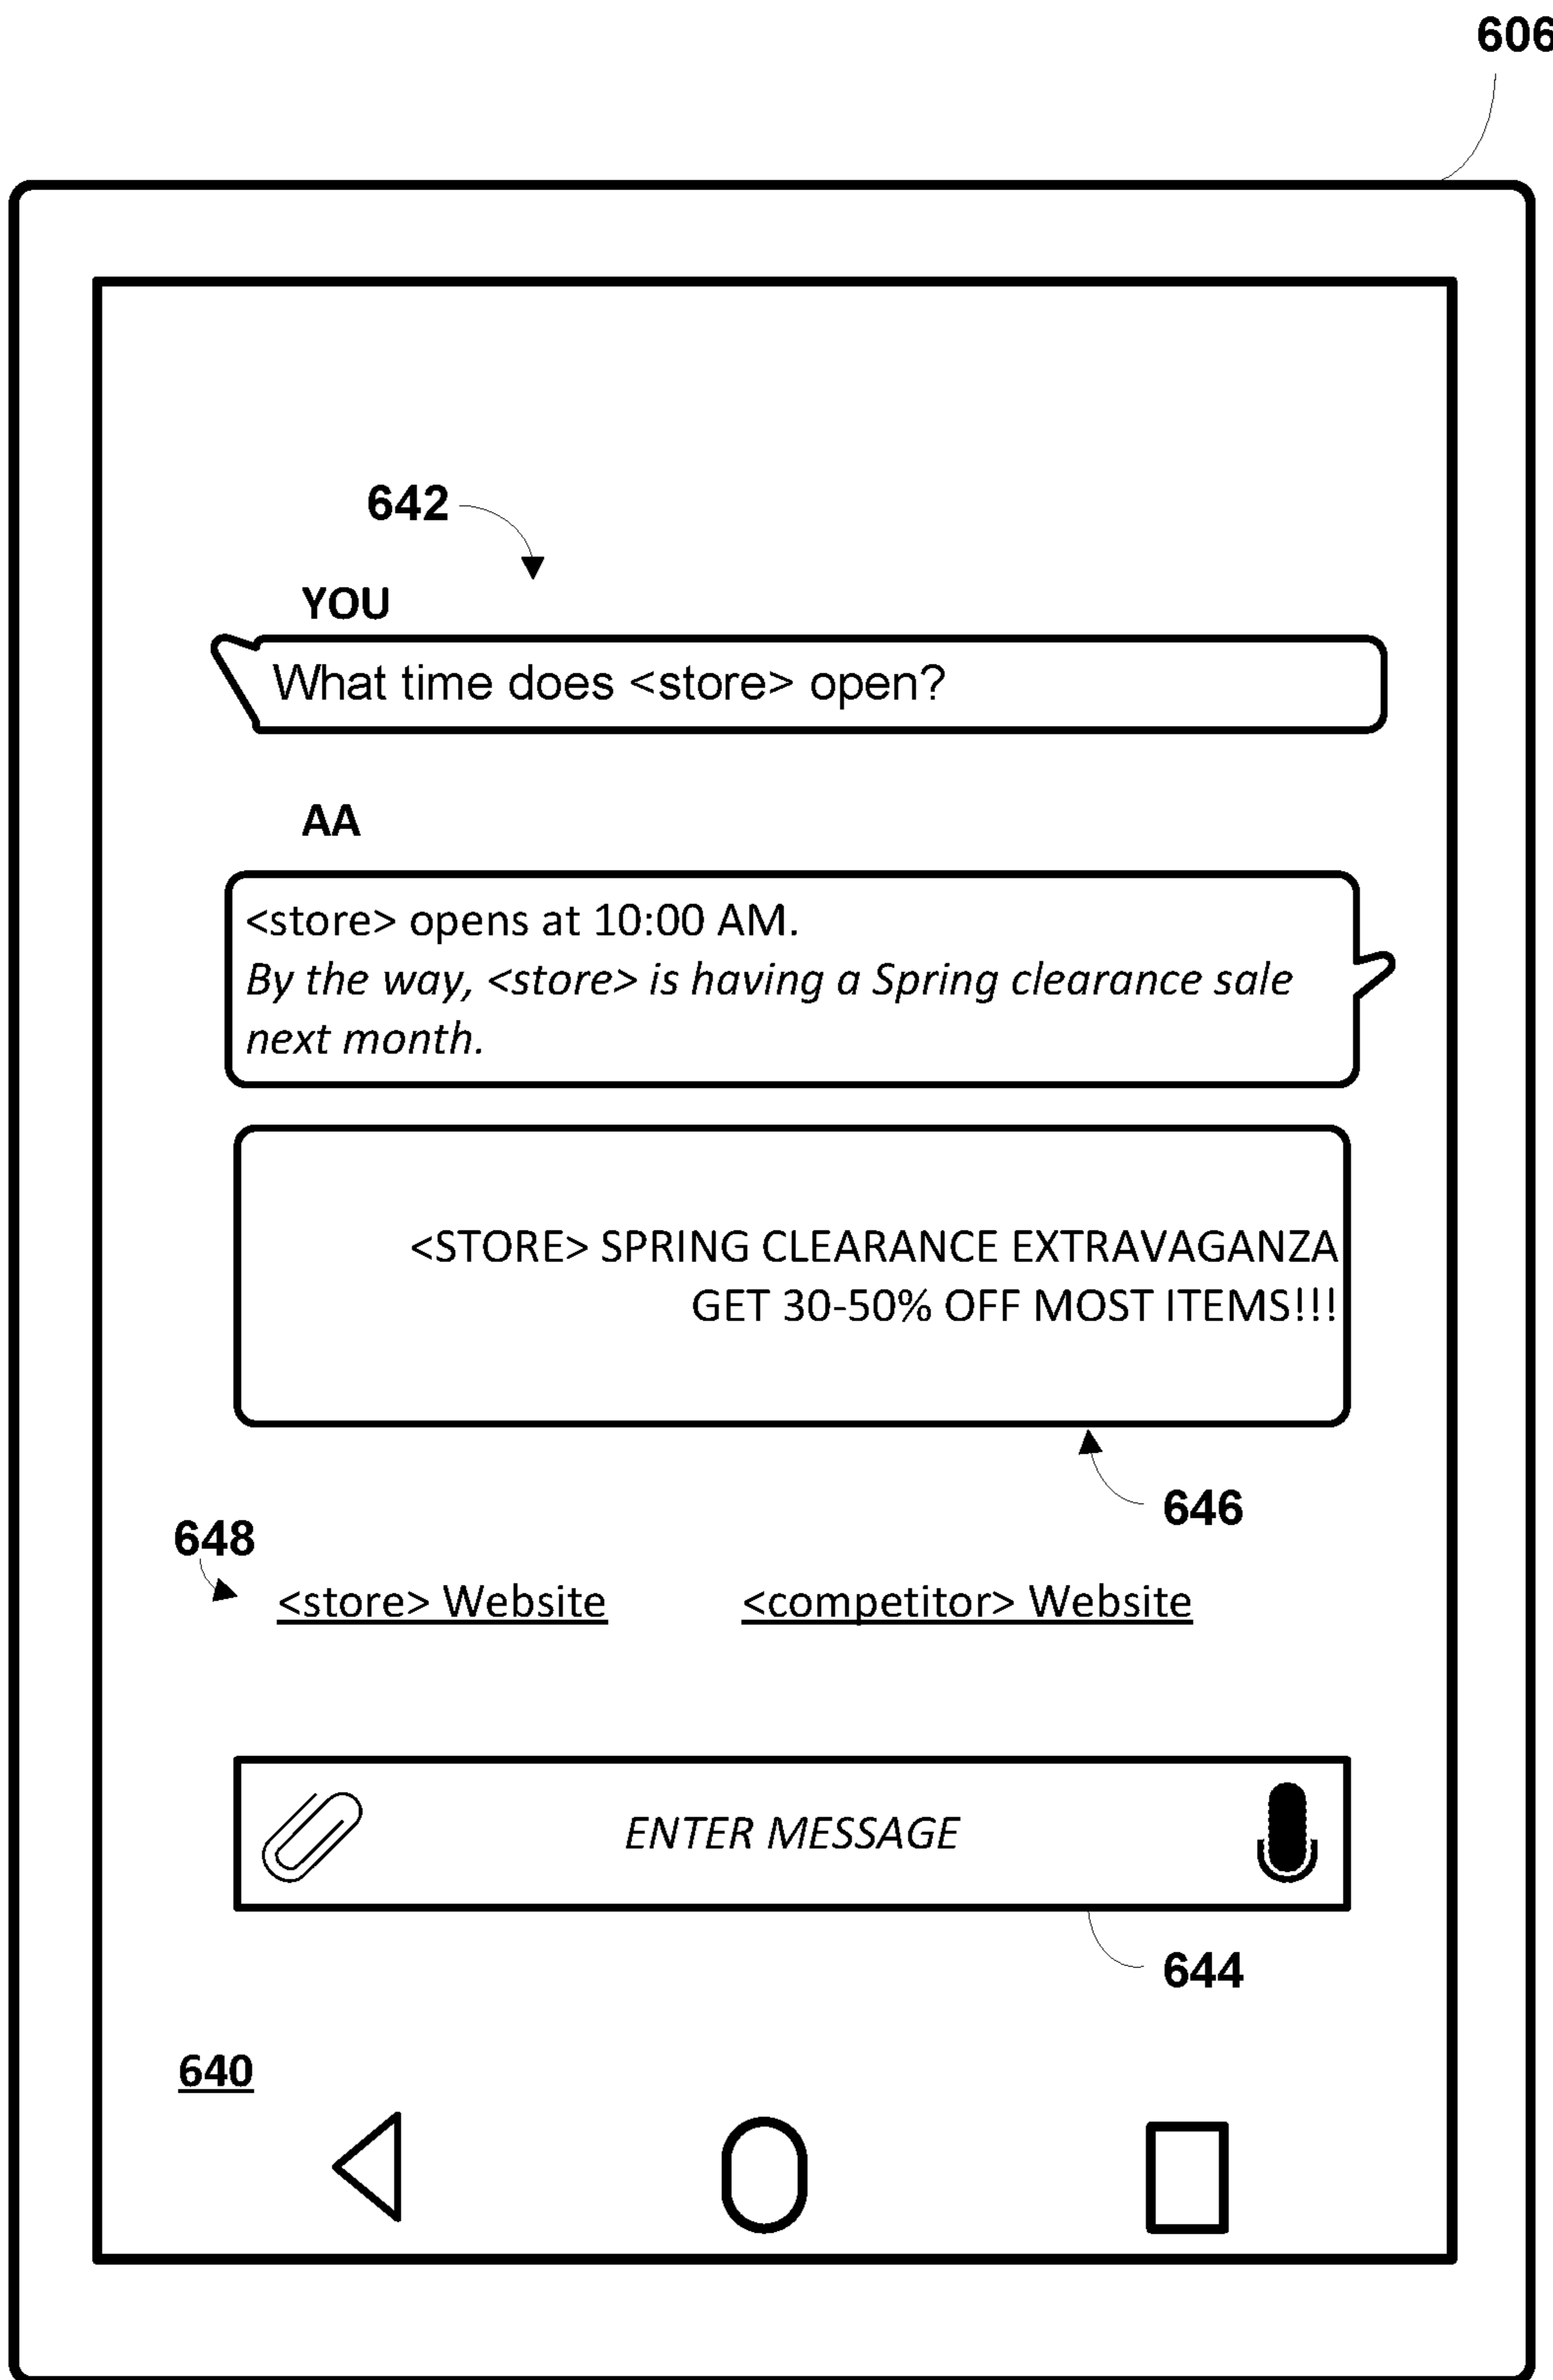 606
642
YOU
What time does <store> open?
AA
<store> opens at 10:00 AM.
By the way, <store> is having a Spring clearance sale
next month.
<STORE> SPRING CLEARANCE EXTRAVAGANZA
GET 30-50% OFF MOST ITEMS!!!
646
648
<store> Website <competitor> Website
ENTER MESSAGE
644
640